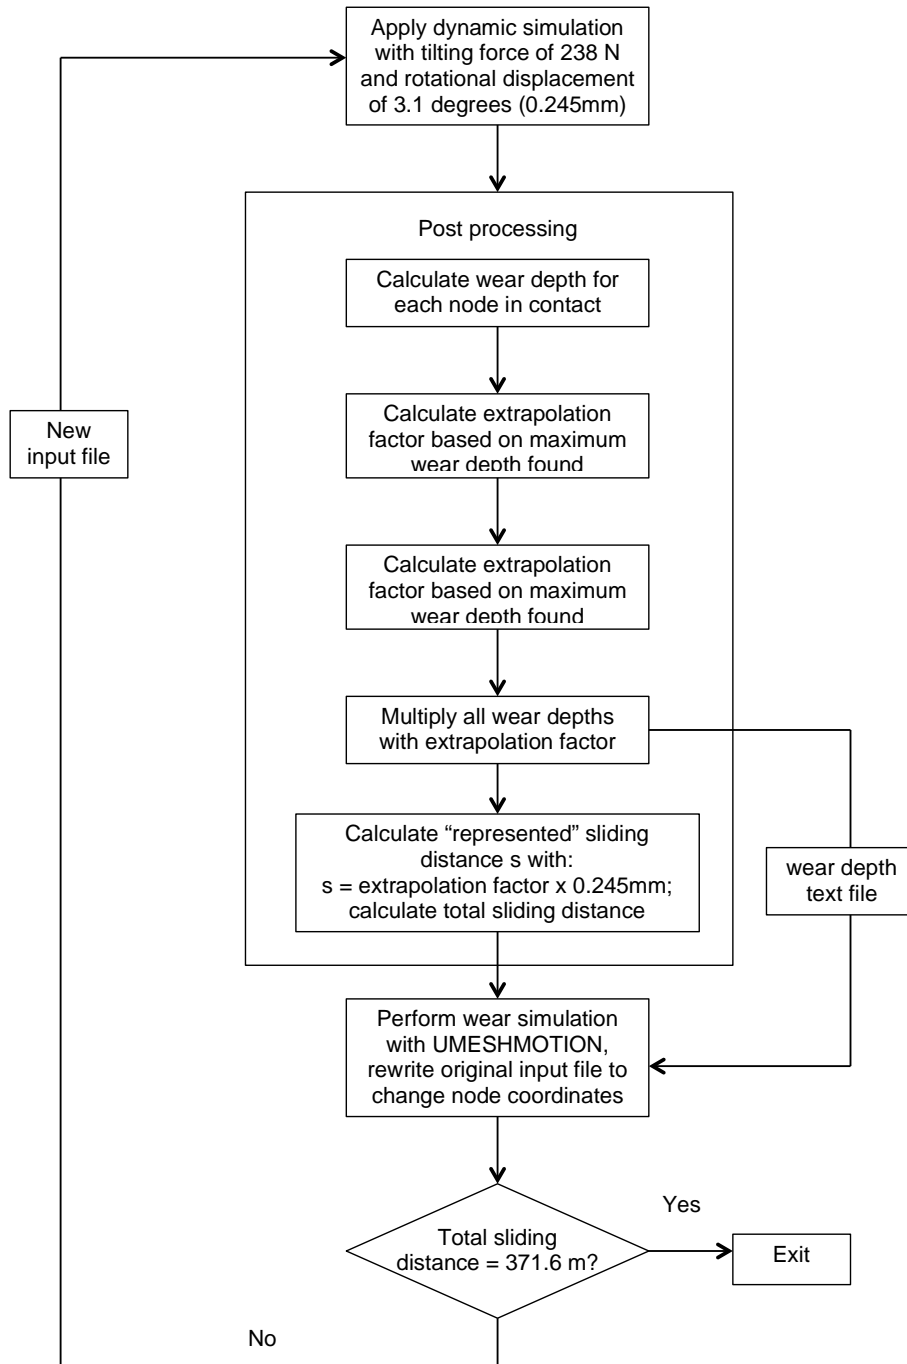 Apply dynamic simulation
with tilting force of 238 N
and rotational displacement
of 3.1 degrees (0.245mm)
Post processing
Calculate wear depth for
each node in contact
Calculate extrapolation
factor based on maximum
wear depth found
New
input file
Calculate extrapolation
factor based on maximum
wear depth found
Multiply all wear depths
with extrapolation factor
Calculate “represented” sliding
distance s with:
s = extrapolation factor x 0.245mm;
calculate total sliding distance
wear depth
text file
Perform wear simulation
with UMESHMOTION,
rewrite original input file to
change node coordinates
Total sliding
distance = 371.6 m?
Yes
Exit
No